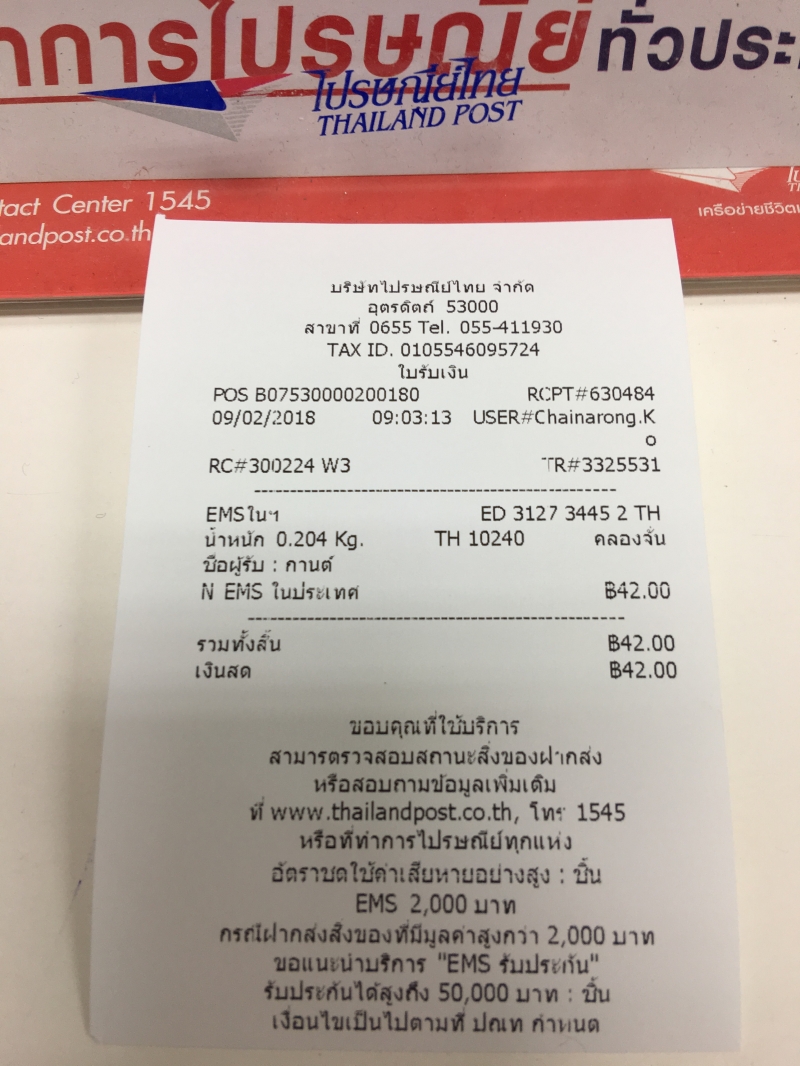 าการไปรษณีย์ทั่วประ
ไปรษณีย์ไทย
THAILAND POST
tact Center 1545
andpost.co.th
เครือข่ายชีวิต
บริษัทไปรษณีย์ไทย จำกัด
อุตรดิตถ์ 53000
สาขาที่ 0655 Tel. 055-411930
TAX ID. 0105546095724
ใบรับเงิน
POS B07530000200180 RCPT#630484
09/02/2018 09:03:13 USER#Chainarong.K
o
RC#300224 W3 TR#3325531
EMSในฯ ED 3127 3445 2 TH
น้ำหนัก 0.204 Kg. TH 10240 คลองจั่น
ชื่อผู้รับ : กานต์
N EMS ในประเทศ ฿42.00
รวมทั้งสิ้น ฿42.00
เงินสด ฿42.00
ขอบคุณที่ใช้บริการ
สามารตรวจสอบสถานะสิ่งของฝากส่ง
หรือสอบถามข้อมูลเพิ่มเติม
ที่ www.thailandpost.co.th, โทร 1545
หรือที่ทำการไปรษณีย์ทุกแห่ง
อัตราชดใช้ค่าเสียหายอย่างสูง : ชิ้น
EMS 2,000 บาท
กรณีฝากส่งสิ่งของที่มีมูลค่าสูงกว่า 2,000 บาท
ขอแนะนำบริการ "EMS รับประกัน"
รับประกันได้สูงถึง 50,000 บาท : ชิ้น
เงื่อนไขเป็นไปตามที่ ปณท กำหนด